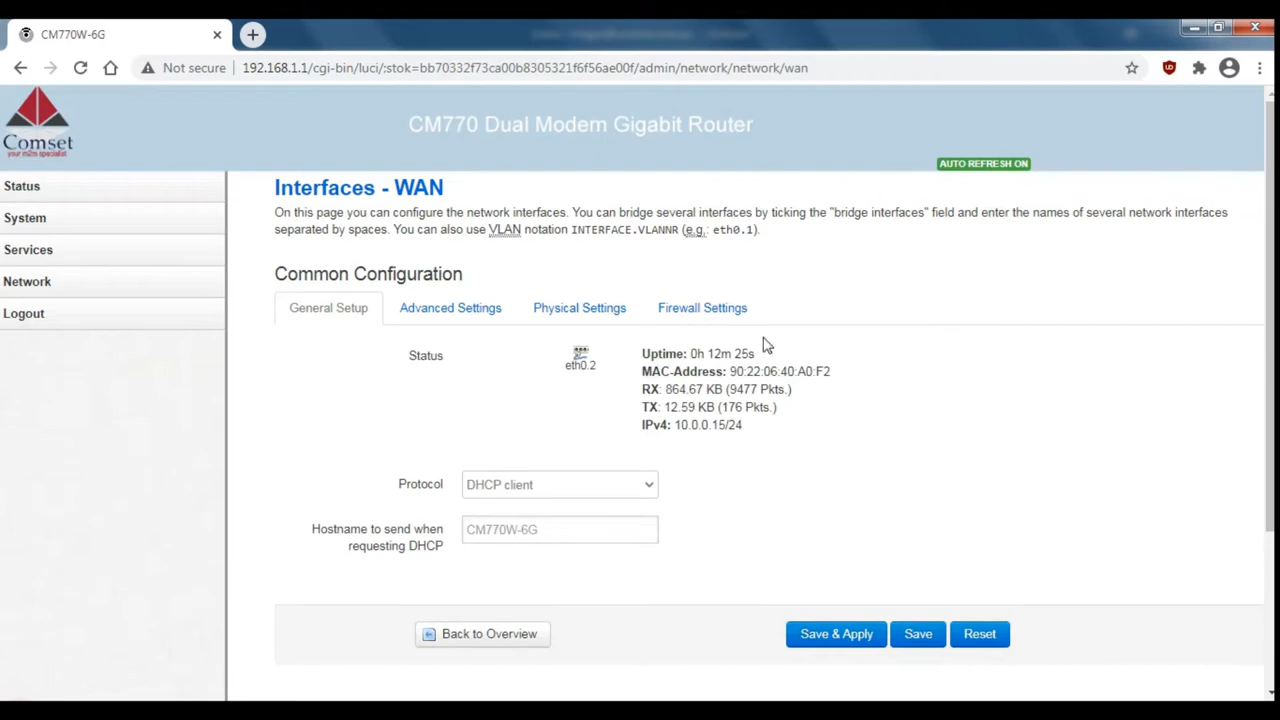 CM770W-6G
Not secure 192.168.1.1/cgi-bin/luci/;stok=bb70332f73ca00b8305321f6f56ae00f/admin/network/network/wan
Comset
your m2m specialist
CM770 Dual Modem Gigabit Router
AUTO REFRESH ON
Status
System
Services
Network
Logout
Interfaces - WAN
On this page you can configure the network interfaces. You can bridge several interfaces by ticking the "bridge interfaces" field and enter the names of several network interfaces
separated by spaces. You can also use VLAN notation INTERFACE.VLANNR (e.g.: eth0.1).
Common Configuration
General Setup Advanced Settings Physical Settings Firewall Settings
Status
eth0.2
Uptime: 0h 12m 25s
MAC-Address: 90:22:06:40:A0:F2
RX: 864.67 KB (9477 Pkts.)
TX: 12.59 KB (176 Pkts.)
IPv4: 10.0.0.15/24
Protocol DHCP client
Hostname to send when
requesting DHCP
CM770W-6G
Back to Overview Save & Apply Save Reset